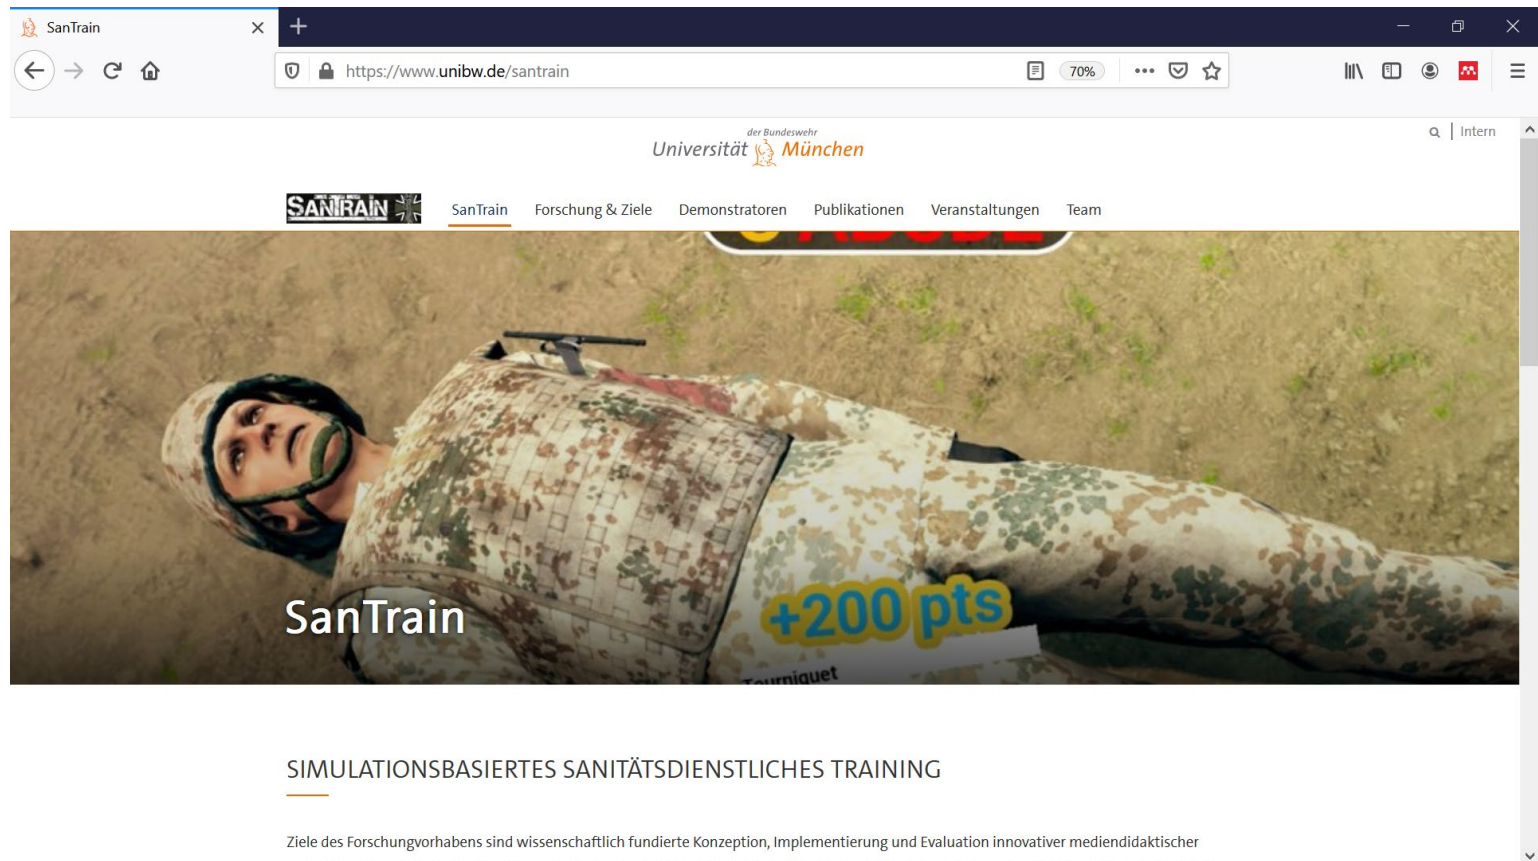 SanTrain
https://www.unibw.de/santrain
70%
der Bundeswehr
Universität München
Intern
SANTRAIN
SanTrain
Forschung & Ziele
Demonstratoren
Publikationen
Veranstaltungen
Team
SanTrain
+200 pts
Tourniquet
SIMULATIONSBASIERTES SANITÄTSDIENSTLICHES TRAINING
Ziele des Forschungvorhabens sind wissenschaftlich fundierte Konzeption, Implementierung und Evaluation innovativer mediendidaktischer